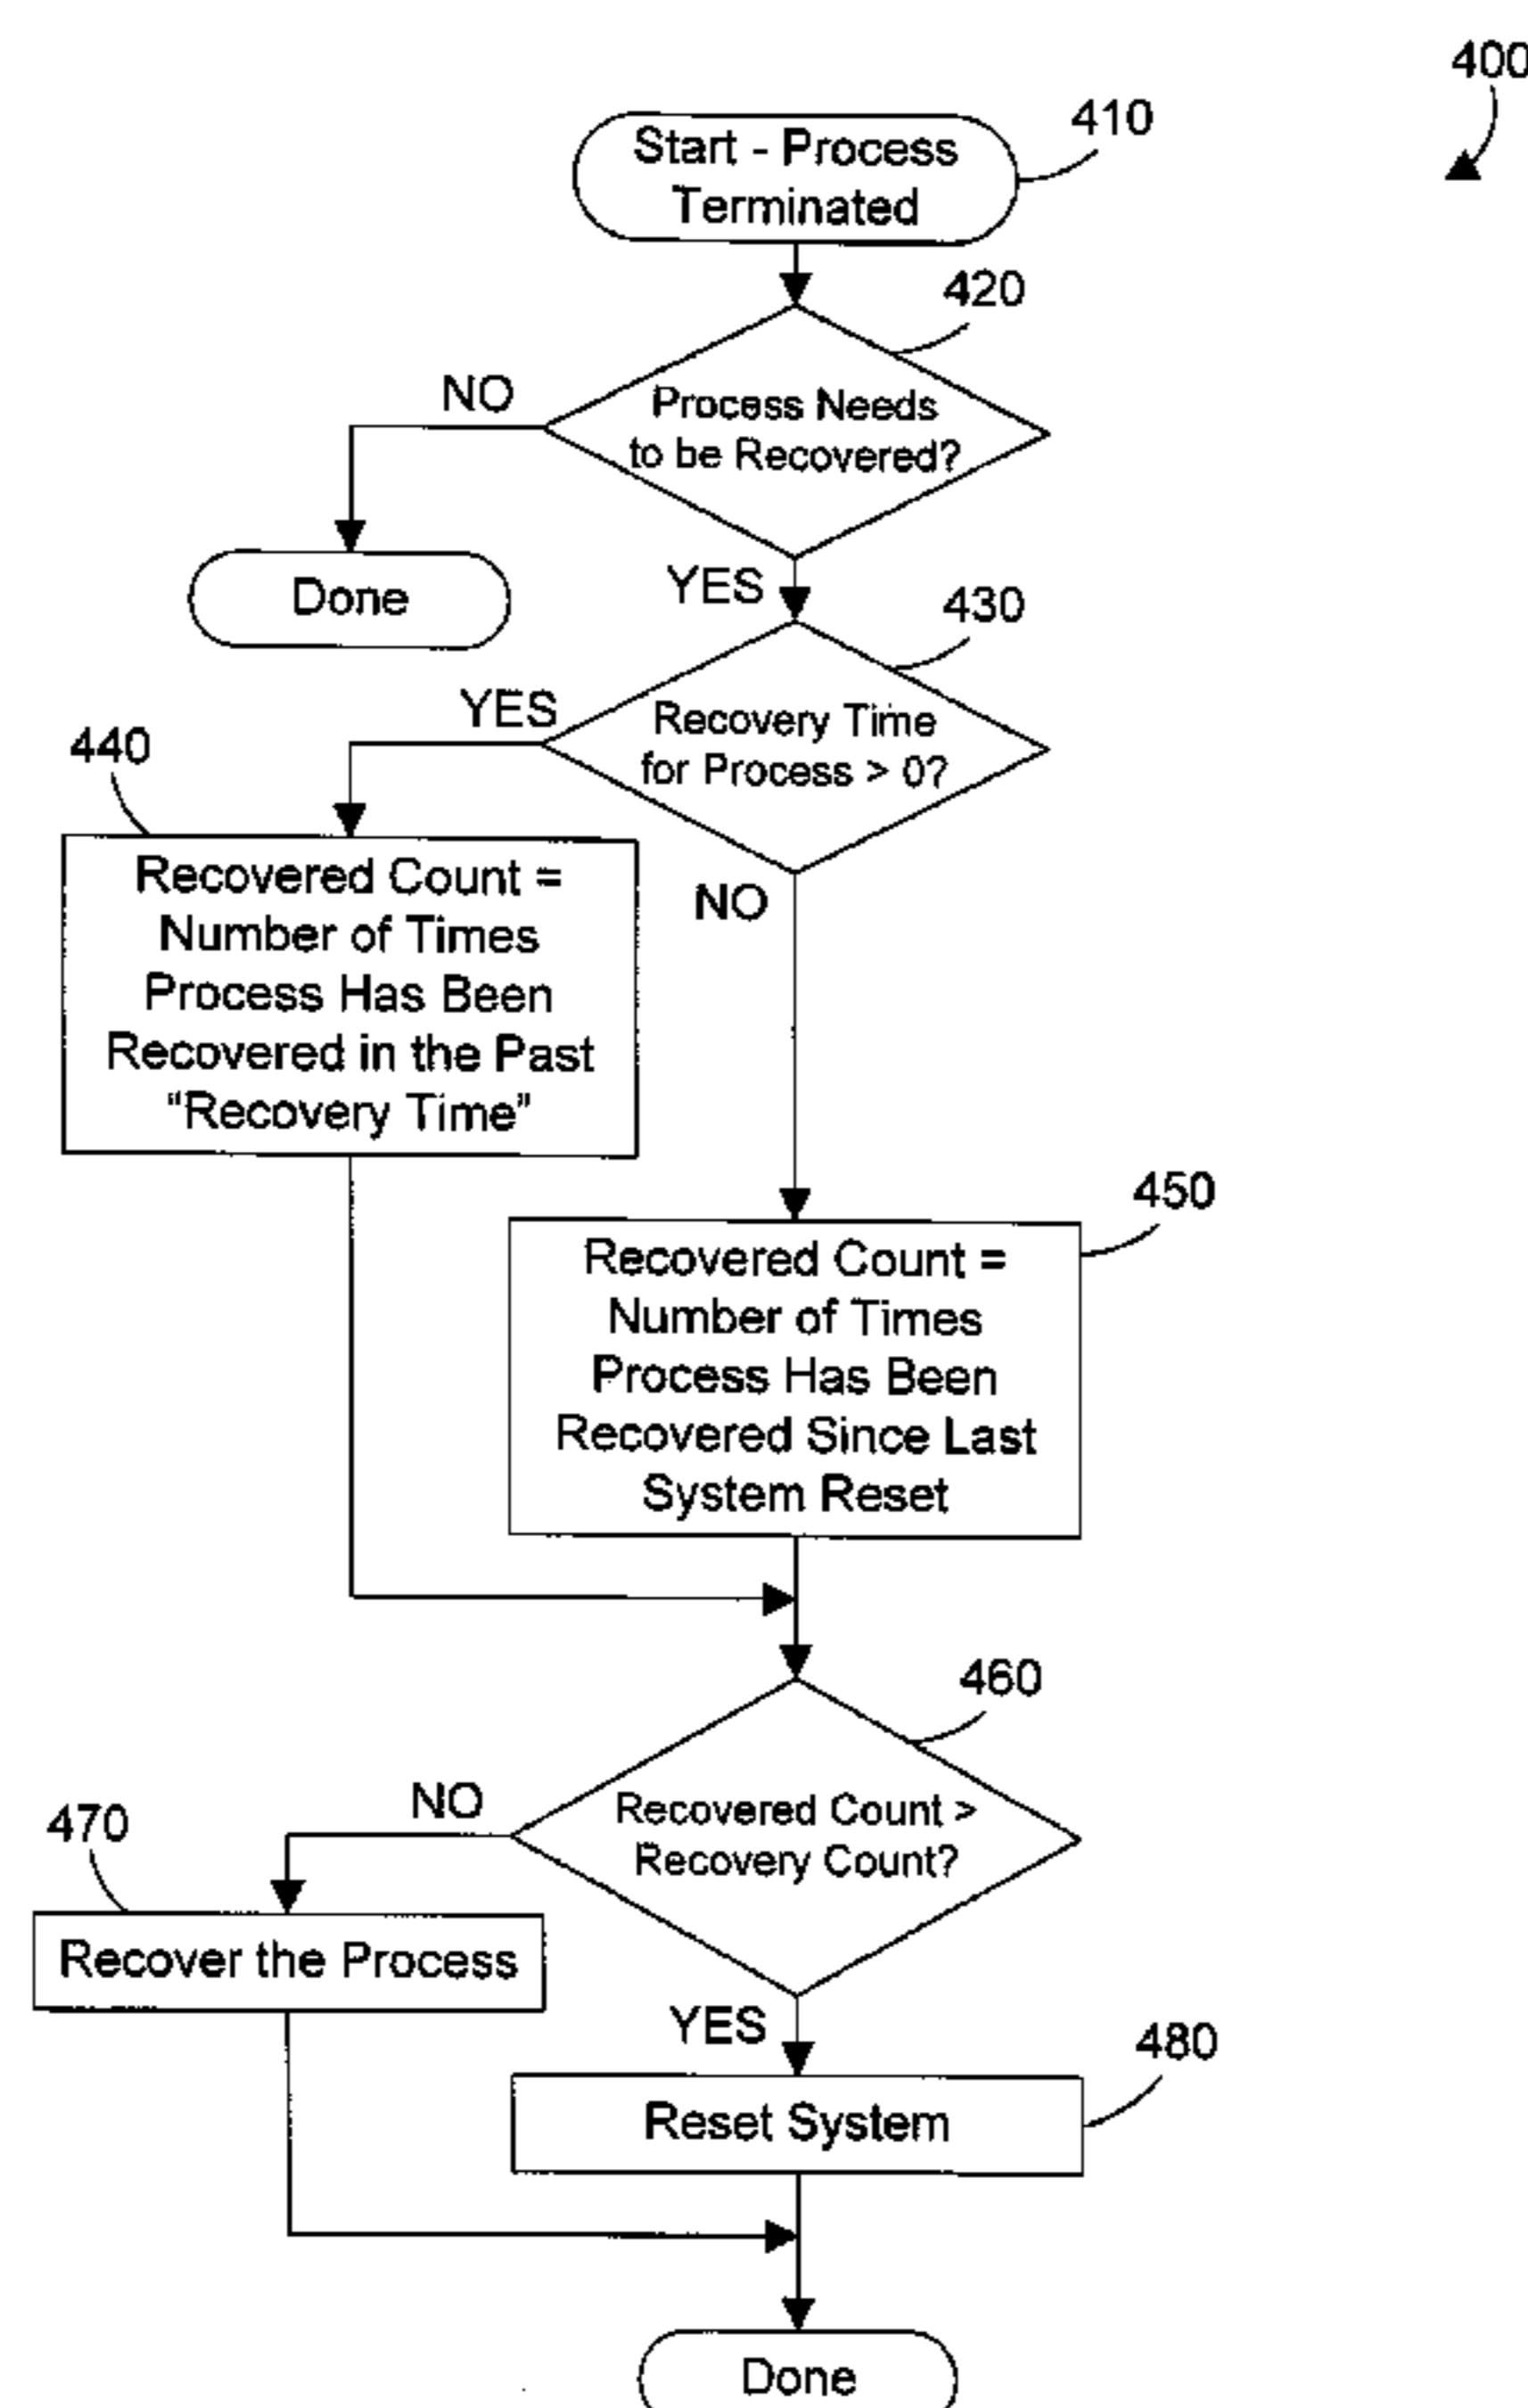 400
410
Start - Process
Terminated
420
NO
Process Needs
to be Recovered?
Done
YES
430
YES
Recovery Time
for Process > 0?
440
NO
Recovered Count =
Number of Times
Process Has Been
Recovered in the Past
“Recovery Time”
450
Recovered Count =
Number of Times
Process Has Been
Recovered Since Last
System Reset
460
NO
Recovered Count >
Recovery Count?
470
Recover the Process
YES
480
Reset System
Done